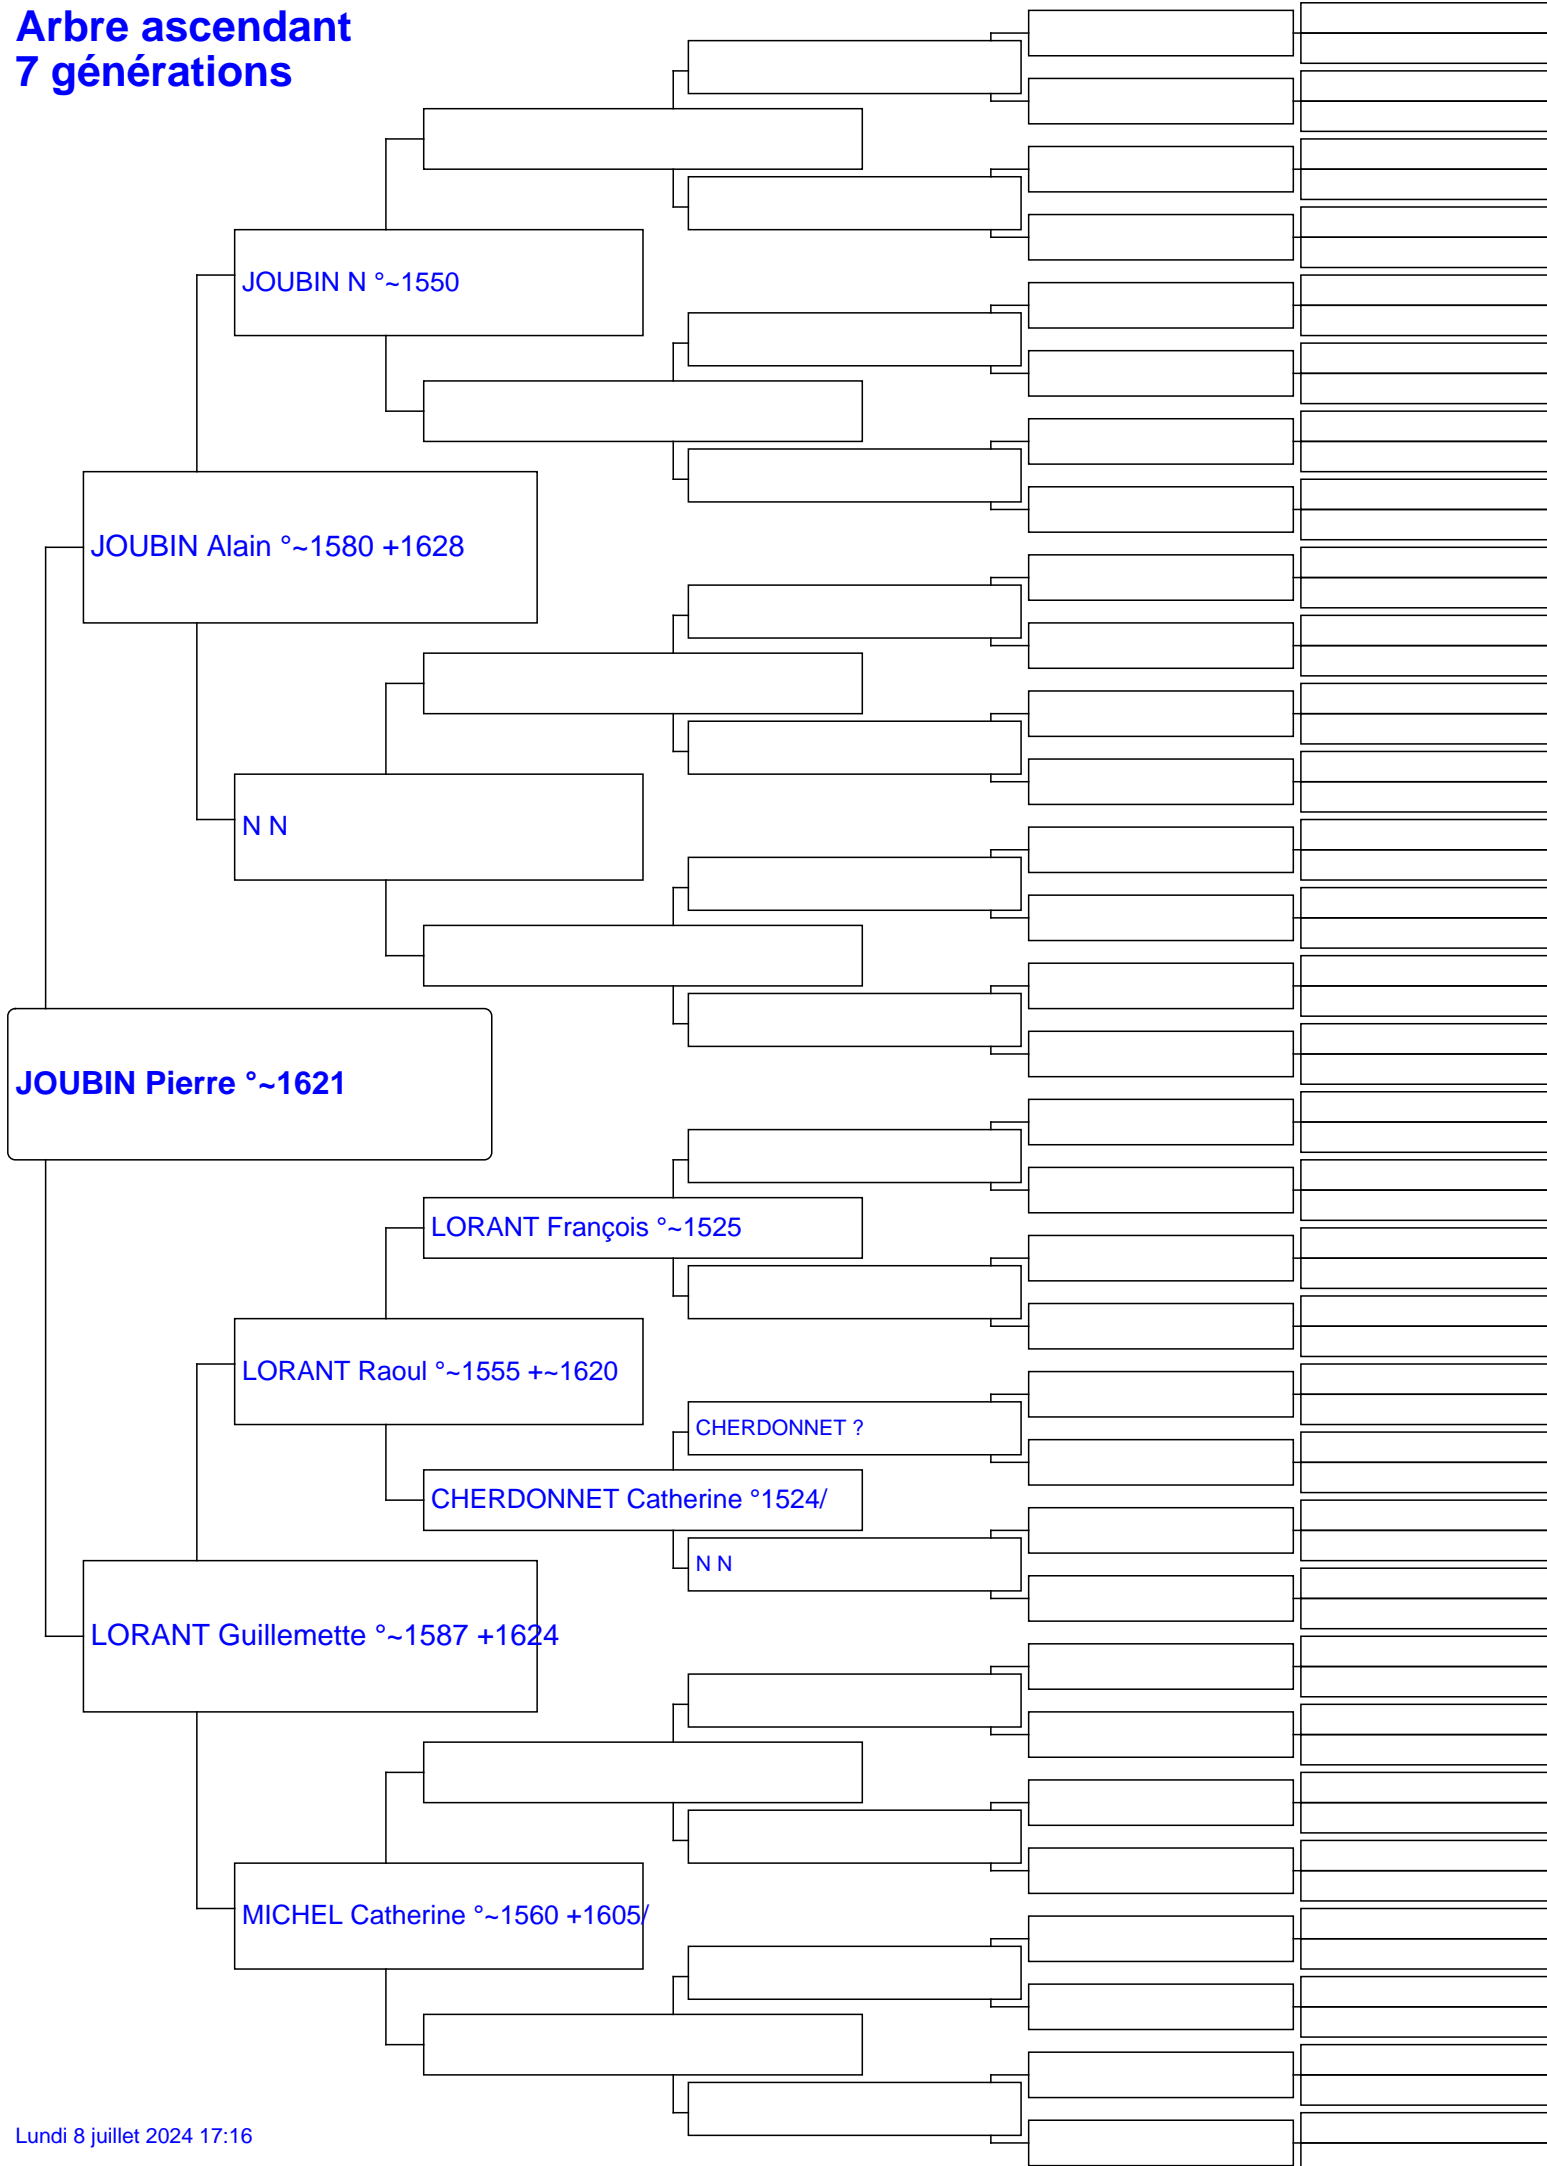 Arbre ascendant
7 générations
JOUBIN N °~1550
JOUBIN Alain °~1580 +1628
N N
JOUBIN Pierre °~1621
LORANT François °~1525
LORANT Raoul °~1555 +~1620
CHERDONNET ?
CHERDONNET Catherine °1524/
N N
LORANT Guillemette °~1587 +1624
MICHEL Catherine °~1560 +1605/
Lundi 8 juillet 2024 17:16